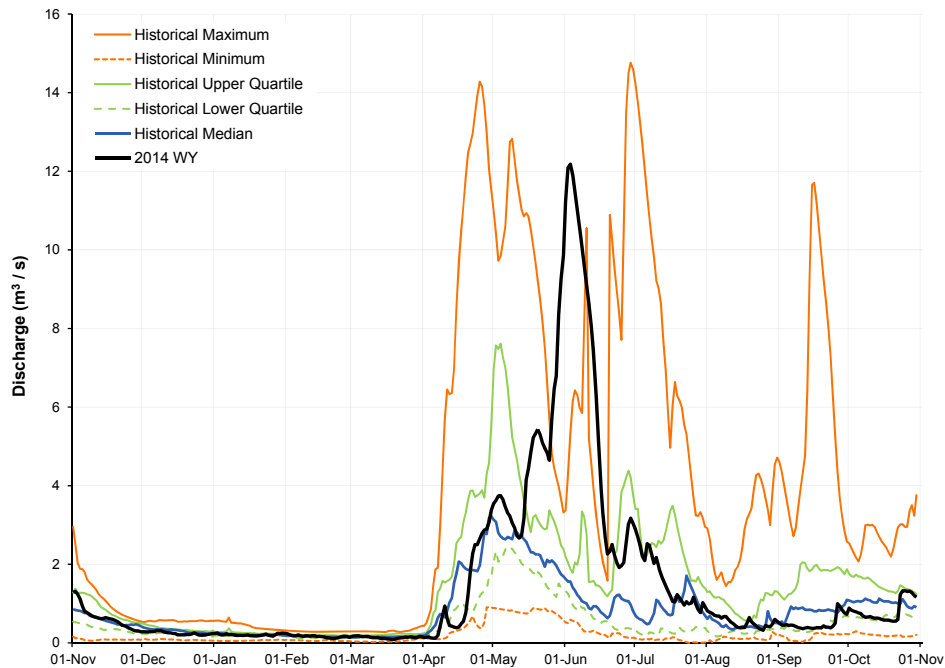 16
14
12
10
8
6
4
2
0
Discharge (m³ / s)
Historical Maximum
Historical Minimum
Historical Upper Quartile
Historical Lower Quartile
Historical Median
2014 WY
01-Nov 01-Dec 01-Jan 01-Feb 01-Mar 01-Apr 01-May 01-Jun 01-Jul 01-Aug 01-Sep 01-Oct 01-Nov